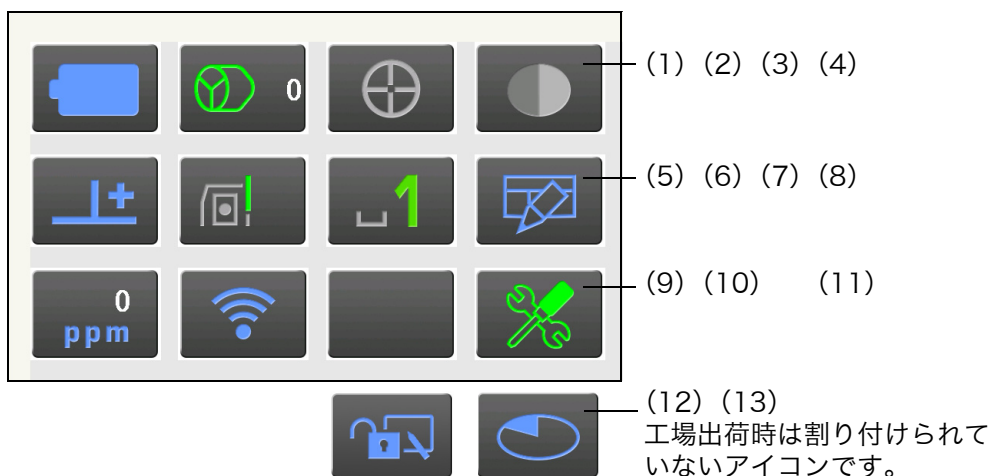 0
(1) (2) (3) (4)
1
(5) (6) (7) (8)
0
ppm
(9) (10) (11)
(12) (13)
工場出荷時は割り付けられて
いないアイコンです。